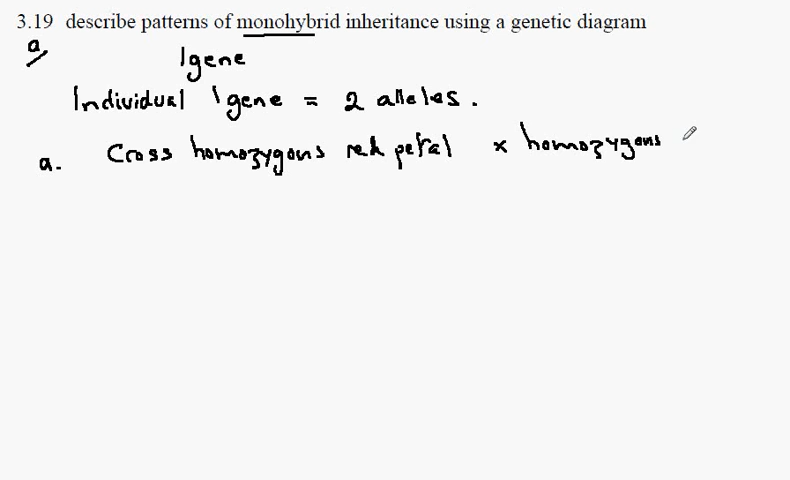 3.19 describe patterns of monohybrid inheritance using a genetic diagram
a/
1gene
Individual 1gene = 2 alleles.
a. Cross homozygous red petal x homozygous